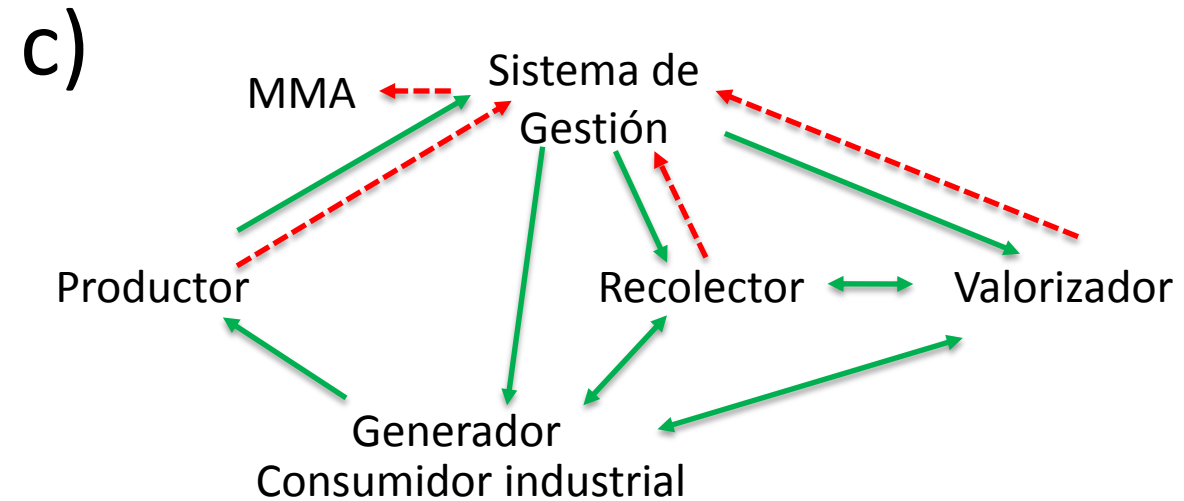 c)
MMA
Sistema de
Gestión
Productor
Recolector
Valorizador
Generador
Consumidor industrial